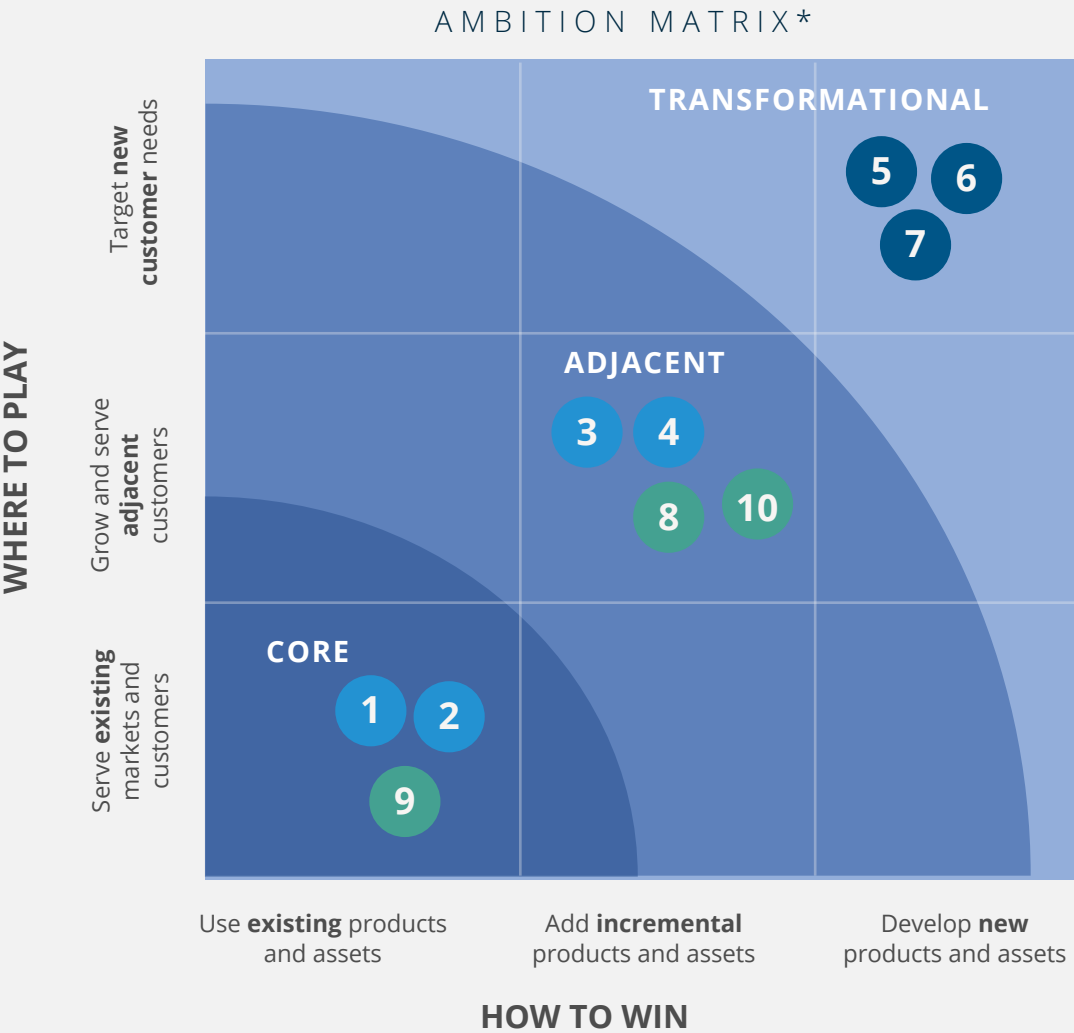 AMBITION MATRIX*
WHERE TO PLAY
Target new
customer needs
TRANSFORMATIONAL
5
6
7
Grow and serve
adjacent
customers
ADJACENT
3
4
8
10
Serve existing
markets and
customers
CORE
1
2
9
Use existing products
and assets
Add incremental
products and assets
Develop new
products and assets
HOW TO WIN